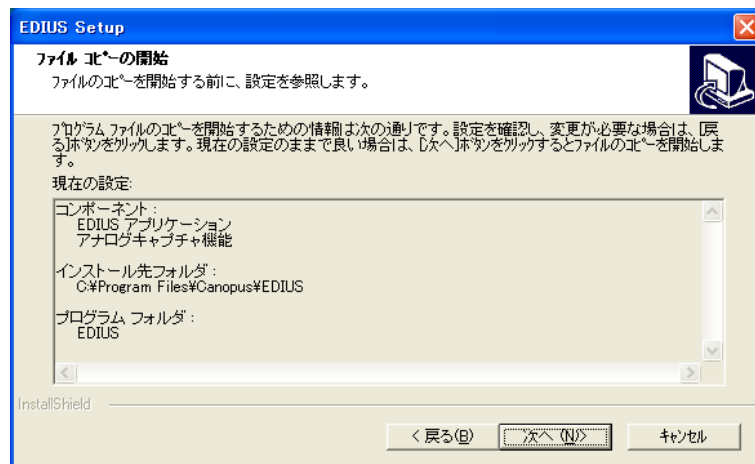 EDIUS Setup
ファイル コピーの開始
ファイルのコピーを開始する前に、設定を参照します。
プログラム ファイルのコピーを開始するための情報は次の通りです。設定を確認し、変更が必要な場合は、[戻
る]ボタンをクリックします。現在の設定のままで良い場合は、[次へ]ボタンをクリックするとファイルのコピーを開始しま
す。
現在の設定:
コンポーネント :
EDIUS アプリケーション
アナログキャプチャ機能
インストール先フォルダ :
C:¥Program Files¥Canopus¥EDIUS
プログラム フォルダ :
EDIUS
InstallShield
< 戻る(B)
次へ (N)>
キャンセル